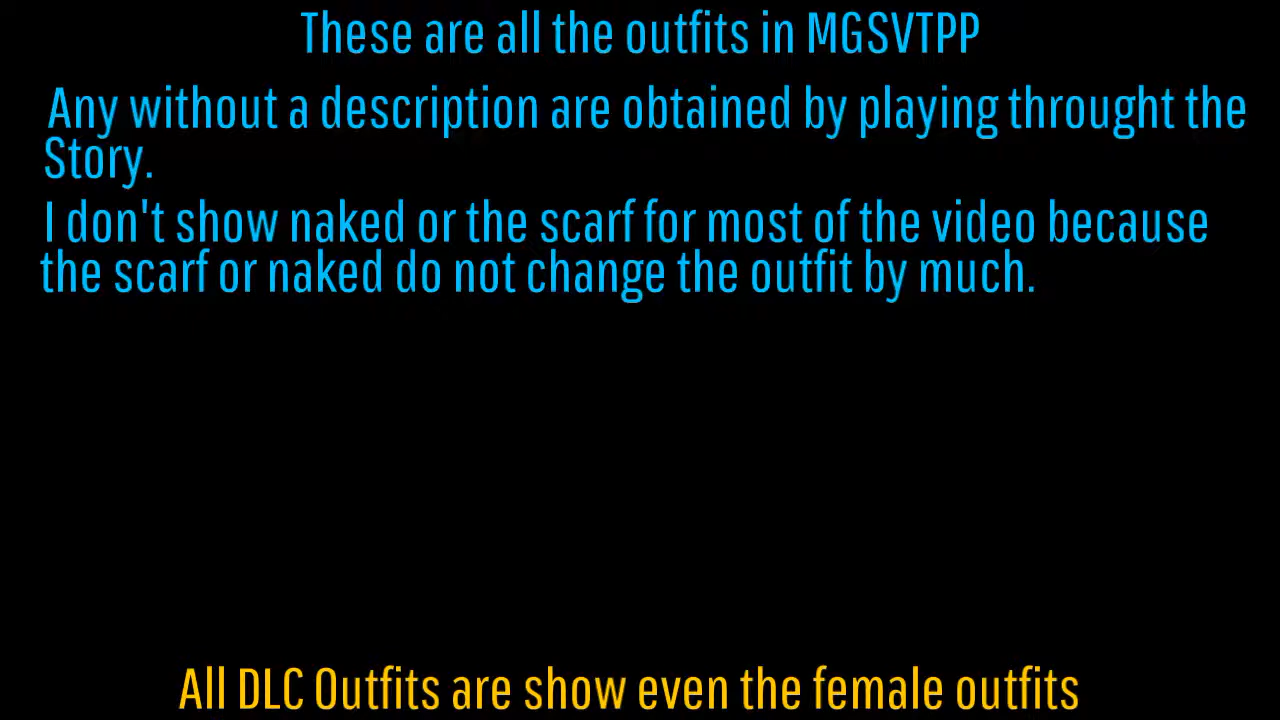 These are all the outfits in MGSVTPP
Any without a description are obtained by playing throught the
Story.
I don't show naked or the scarf for most of the video because
the scarf or naked do not change the outfit by much.
All DLC Outfits are show even the female outfits